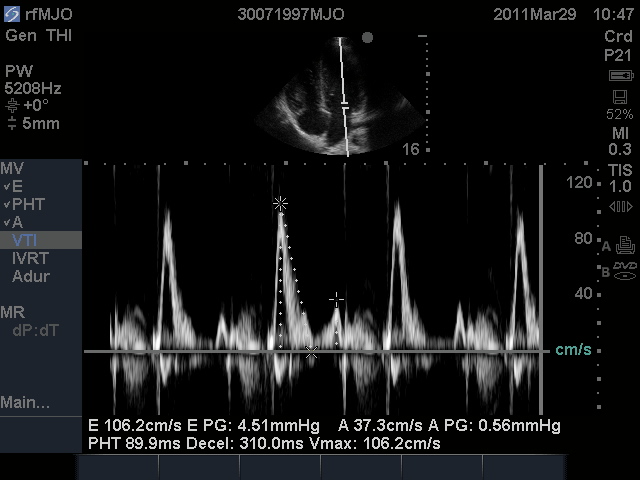 rfMJO 30071997MJO 2011Mar29 10:47
Gen THI
Crd
P21
PW
5208Hz
+0°
5mm
52%
MI
0.3
TIS
1.0
16
MV
✓E
✓PHT
✓A
VTI
IVRT
Adur
MR
dP:dT
Main...
120
80
40
cm/s
A
B DVD
E 106.2cm/s E PG: 4.51mmHg A 37.3cm/s A PG: 0.56mmHg
PHT 89.9ms Decel: 310.0ms Vmax: 106.2cm/s